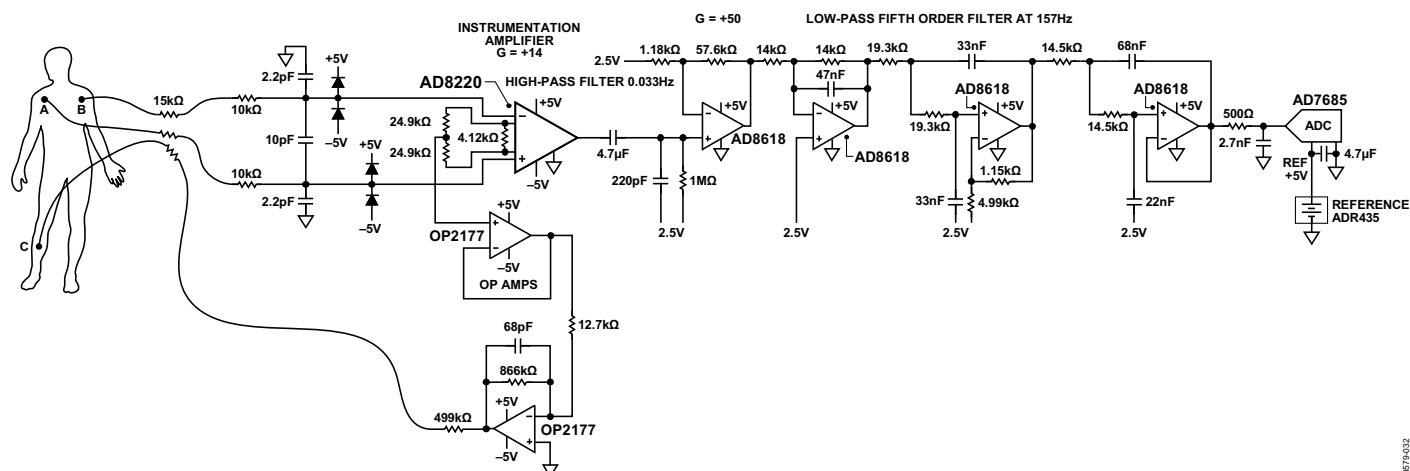 INSTRUMENTATION
AMPLIFIER
G = +14
G = +50
LOW-PASS FIFTH ORDER FILTER AT 157Hz
HIGH-PASS FILTER 0.033Hz
A
B
C
15kΩ
10kΩ
10kΩ
2.2pF
10pF
2.2pF
+5V
–5V
+5V
–5V
AD8220
24.9kΩ
24.9kΩ
4.12kΩ
–
+
+5V
–5V
4.7µF
220pF
1MΩ
2.5V
2.5V
1.18kΩ
57.6kΩ
–
+
+5V
AD8618
14kΩ
14kΩ
47nF
–
+
+5V
AD8618
2.5V
19.3kΩ
33nF
19.3kΩ
AD8618
+
–
+5V
1.15kΩ
33nF
4.99kΩ
2.5V
14.5kΩ
68nF
14.5kΩ
AD8618
+
–
+5V
22nF
2.5V
500Ω
2.7nF
AD7685
ADC
REF
+5V
4.7µF
REFERENCE
ADR435
OP2177
+
–
+5V
–5V
OP AMPS
12.7kΩ
68pF
866kΩ
499kΩ
+5V
–5V
–
+
OP2177